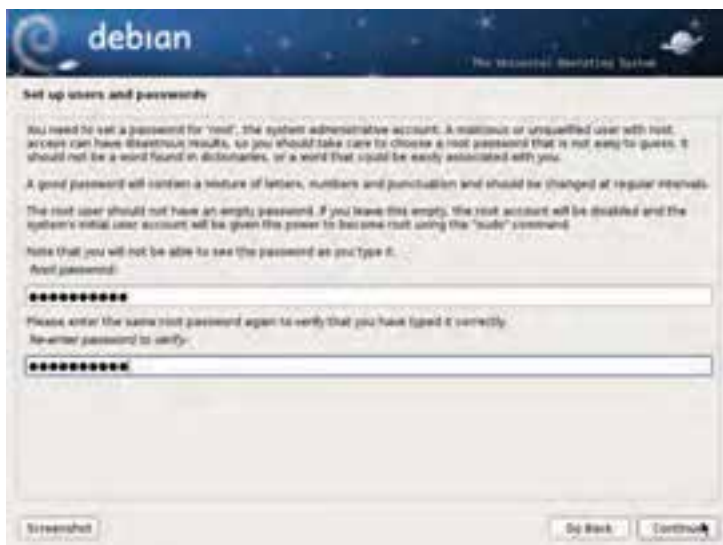 debian
The Universal Operating System
Set up users and passwords
You need to set a password for 'root', the system administrative account. A malicious or unqualified user with root
access can have disastrous results, so you should take care to choose a root password that is not easy to guess. It
should not be a word found in dictionaries, or a word that could be easily associated with you.
A good password will contain a mixture of letters, numbers and punctuation and should be changed at regular intervals.
The root user should not have an empty password. If you leave this empty, the root account will be disabled and the
system's initial user account will be given the power to become root using the "sudo" command.
Note that you will not be able to see the password as you type it.
Root password:
●●●●●●●●●●
Please enter the same root password again to verify that you have typed it correctly.
Re-enter password to verify:
●●●●●●●●●●
Screenshot
Go Back
Continue